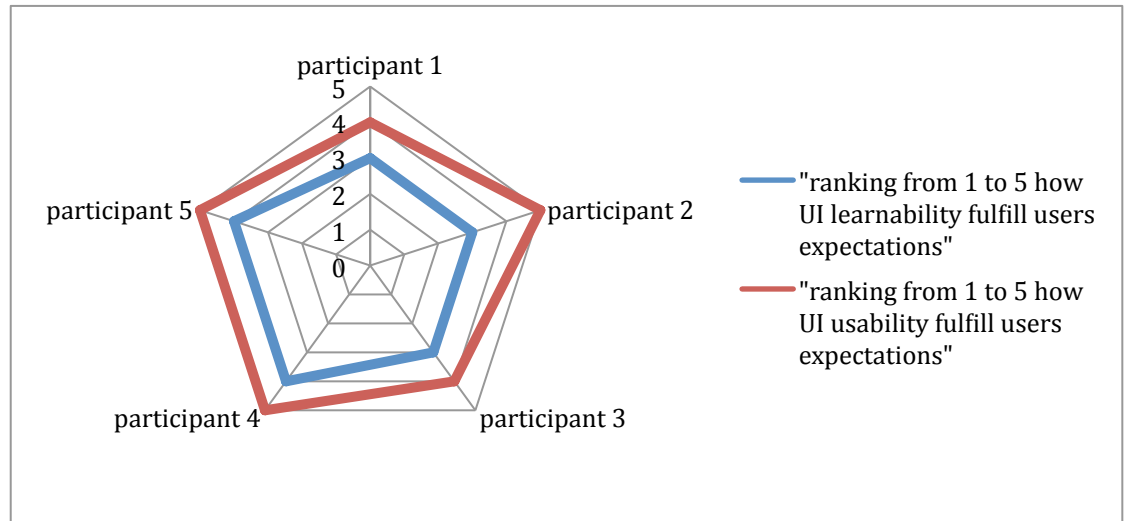 participant 1
5
4
3
2
1
0
participant 2
participant 3
participant 4
participant 5
"ranking from 1 to 5 how
UI learnability fulfill users
expectations"
"ranking from 1 to 5 how
UI usability fulfill users
expectations"